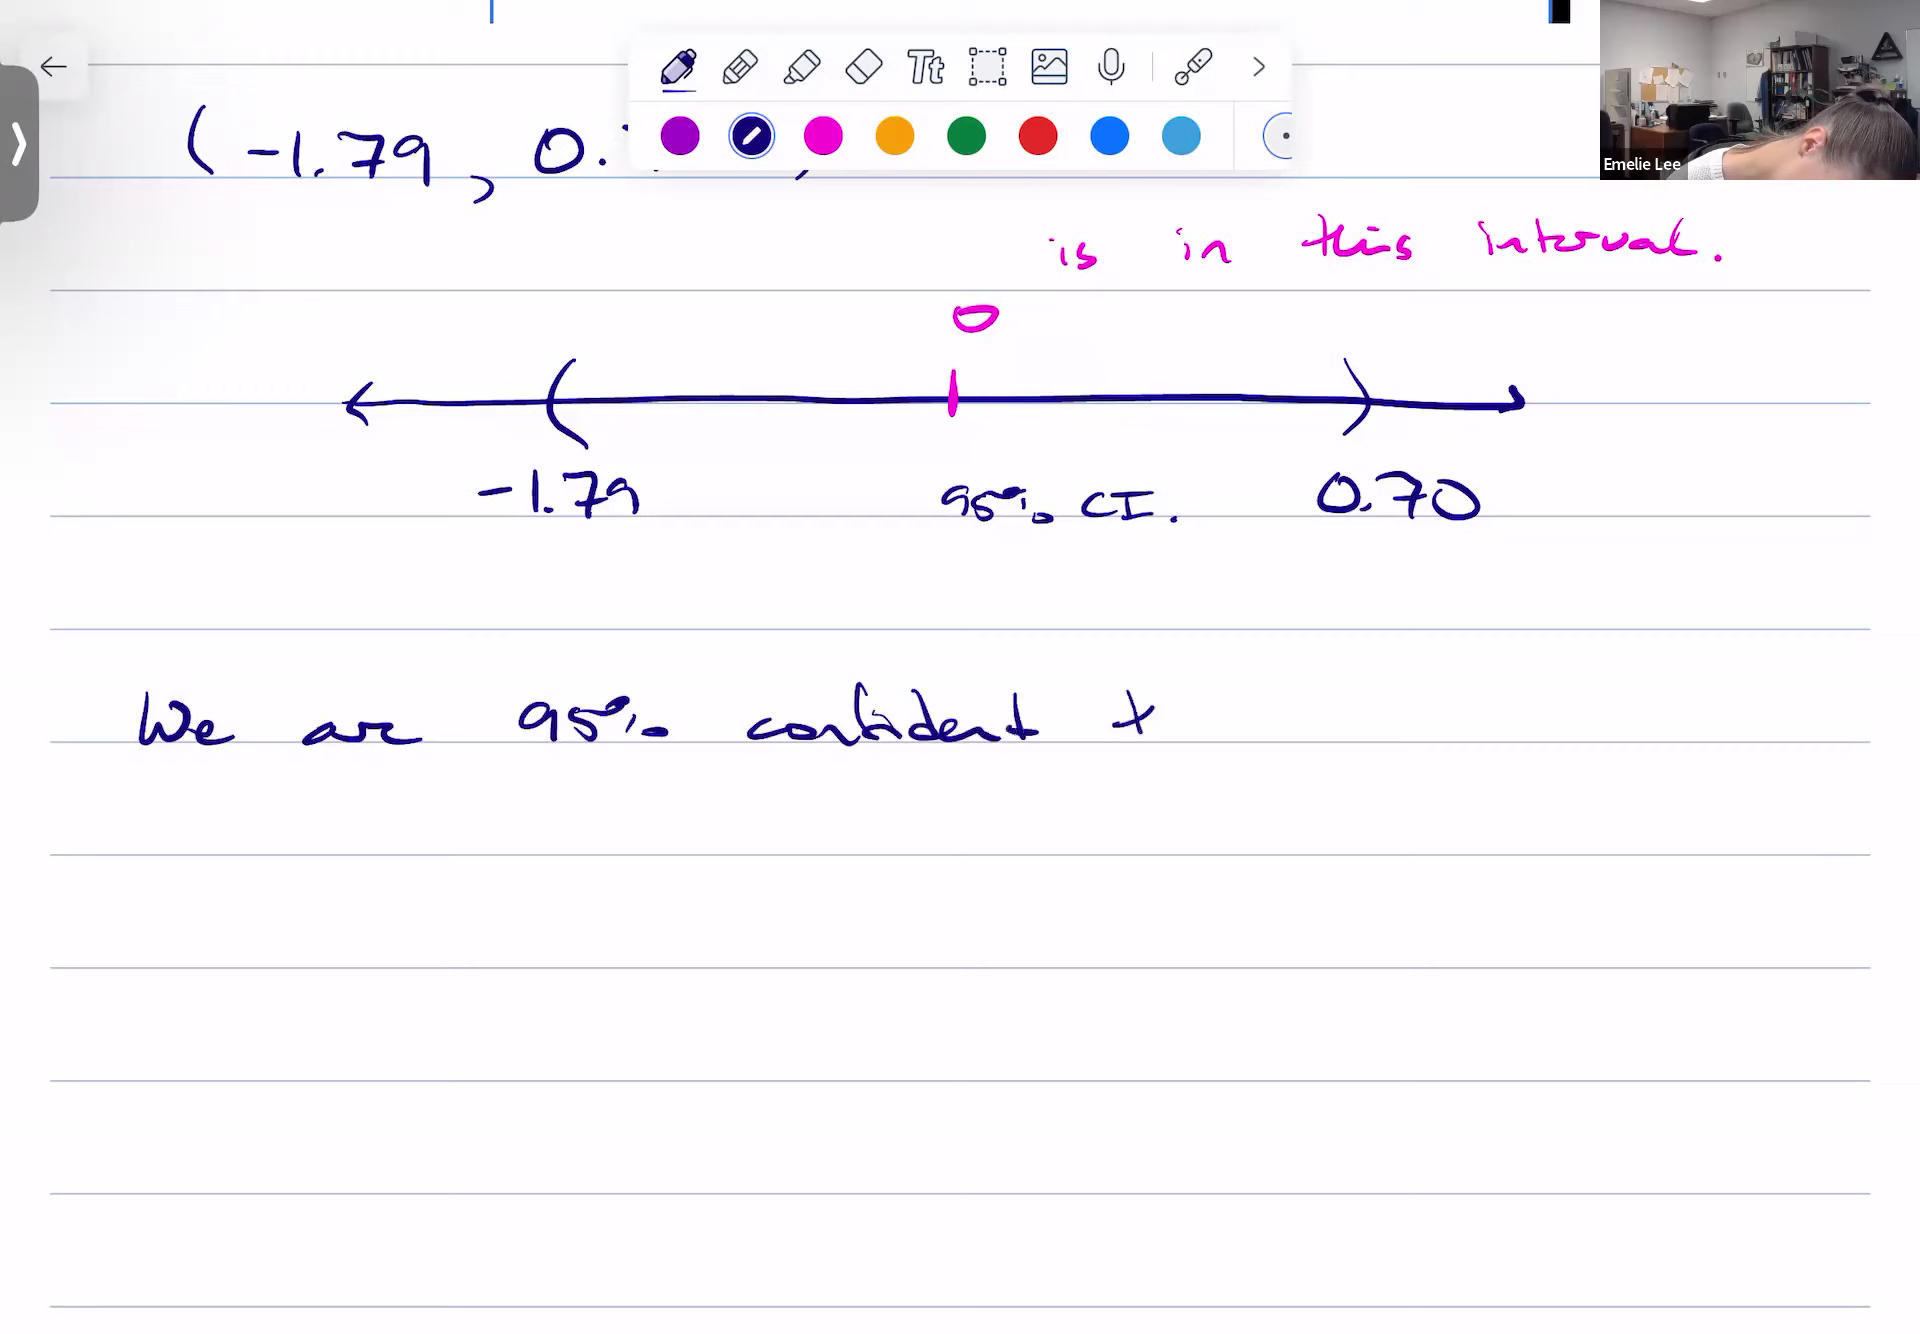 Tt
(-1.79, 0.
Emelie Lee
is in this interval.
0
-1.79 95% CI. 0.70
We are 95% confident t